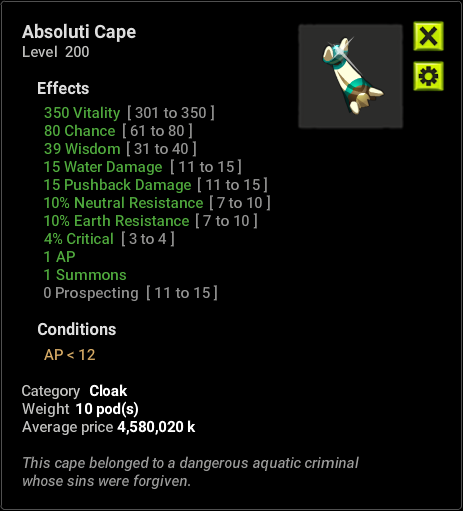 Absoluti Cape
Level 200
Effects
350 Vitality [ 301 to 350 ]
80 Chance [ 61 to 80 ]
39 Wisdom [ 31 to 40 ]
15 Water Damage [ 11 to 15 ]
15 Pushback Damage [ 11 to 15 ]
10% Neutral Resistance [ 7 to 10 ]
10% Earth Resistance [ 7 to 10 ]
4% Critical [ 3 to 4 ]
1 AP
1 Summons
0 Prospecting [ 11 to 15 ]
Conditions
AP < 12
Category Cloak
Weight 10 pod(s)
Average price 4,580,020 k
This cape belonged to a dangerous aquatic criminal
whose sins were forgiven.